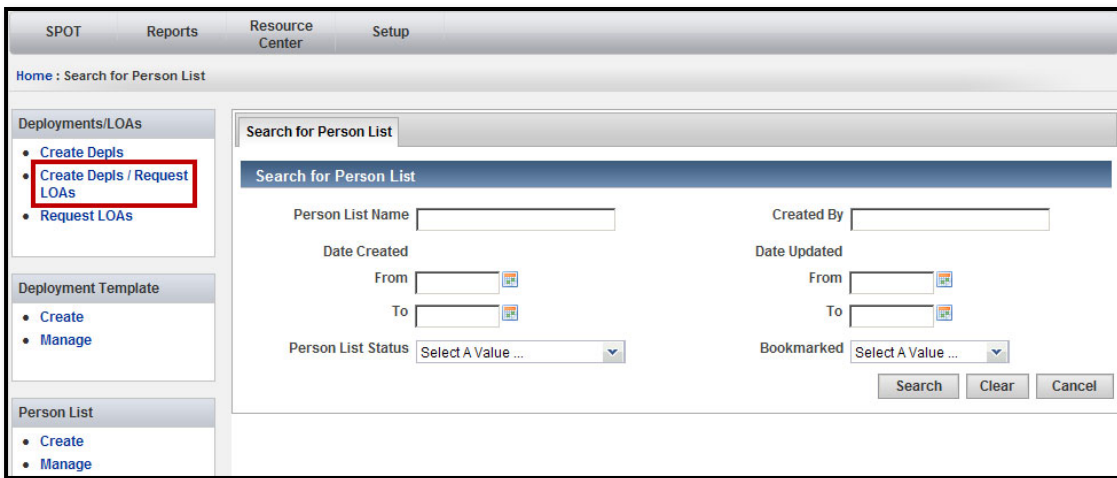 SPOT Reports Resource Center Setup
Home : Search for Person List
Deployments/LOAs
Create Depls
Create Depls / Request
LOAs
Request LOAs
Deployment Template
Create
Manage
Person List
Create
Manage
Search for Person List
Search for Person List
Person List Name Created By
Date Created Date Updated
From From
To To
Person List Status Select A Value ... Bookmarked Select A Value ...
Search Clear Cancel